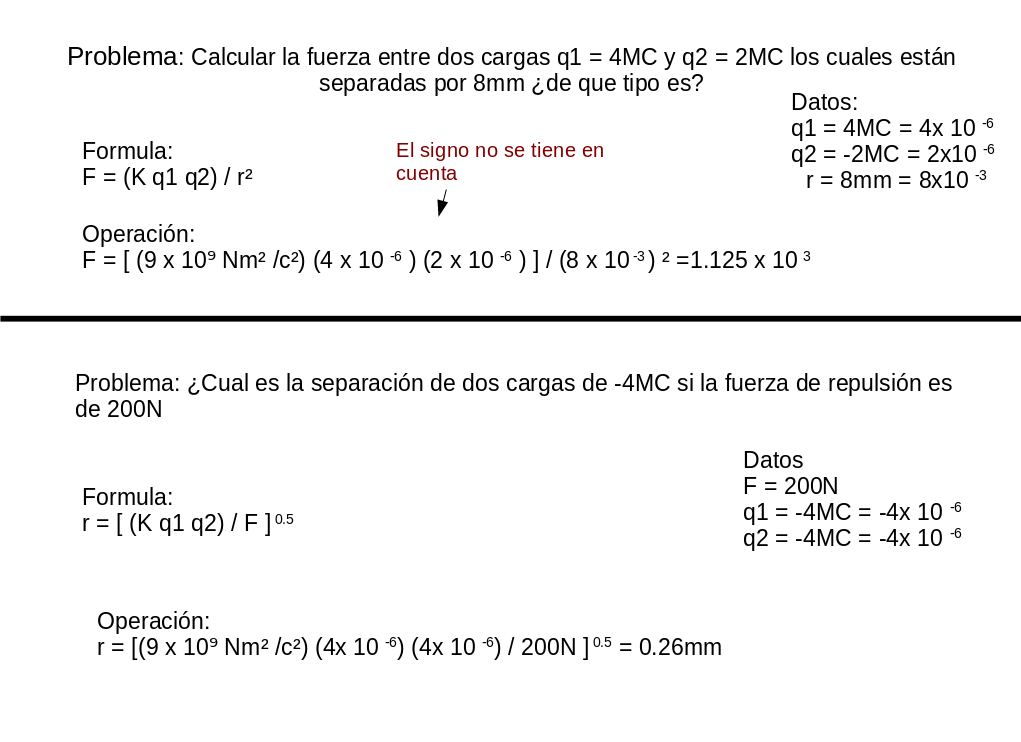 Problema: Calcular la fuerza entre dos cargas q1 = 4MC y q2 = 2MC los cuales están
separadas por 8mm ¿de que tipo es?
Datos:
q1 = 4MC = 4x 10 -6
q2 = -2MC = 2x10 -6
r = 8mm = 8x10 -3
Formula:
F = (K q1 q2) / r²
El signo no se tiene en
cuenta
Operación:
F = [ (9 x 10⁹ Nm² /c²) (4 x 10 -6 ) (2 x 10 -6 ) ] / (8 x 10 -3 ) ² =1.125 x 10 3
Problema: ¿Cual es la separación de dos cargas de -4MC si la fuerza de repulsión es
de 200N
Datos
F = 200N
q1 = -4MC = -4x 10 -6
q2 = -4MC = -4x 10 -6
Formula:
r = [ (K q1 q2) / F ] 0.5
Operación:
r = [(9 x 10⁹ Nm² /c²) (4x 10 -6) (4x 10 -6) / 200N ] 0.5 = 0.26mm